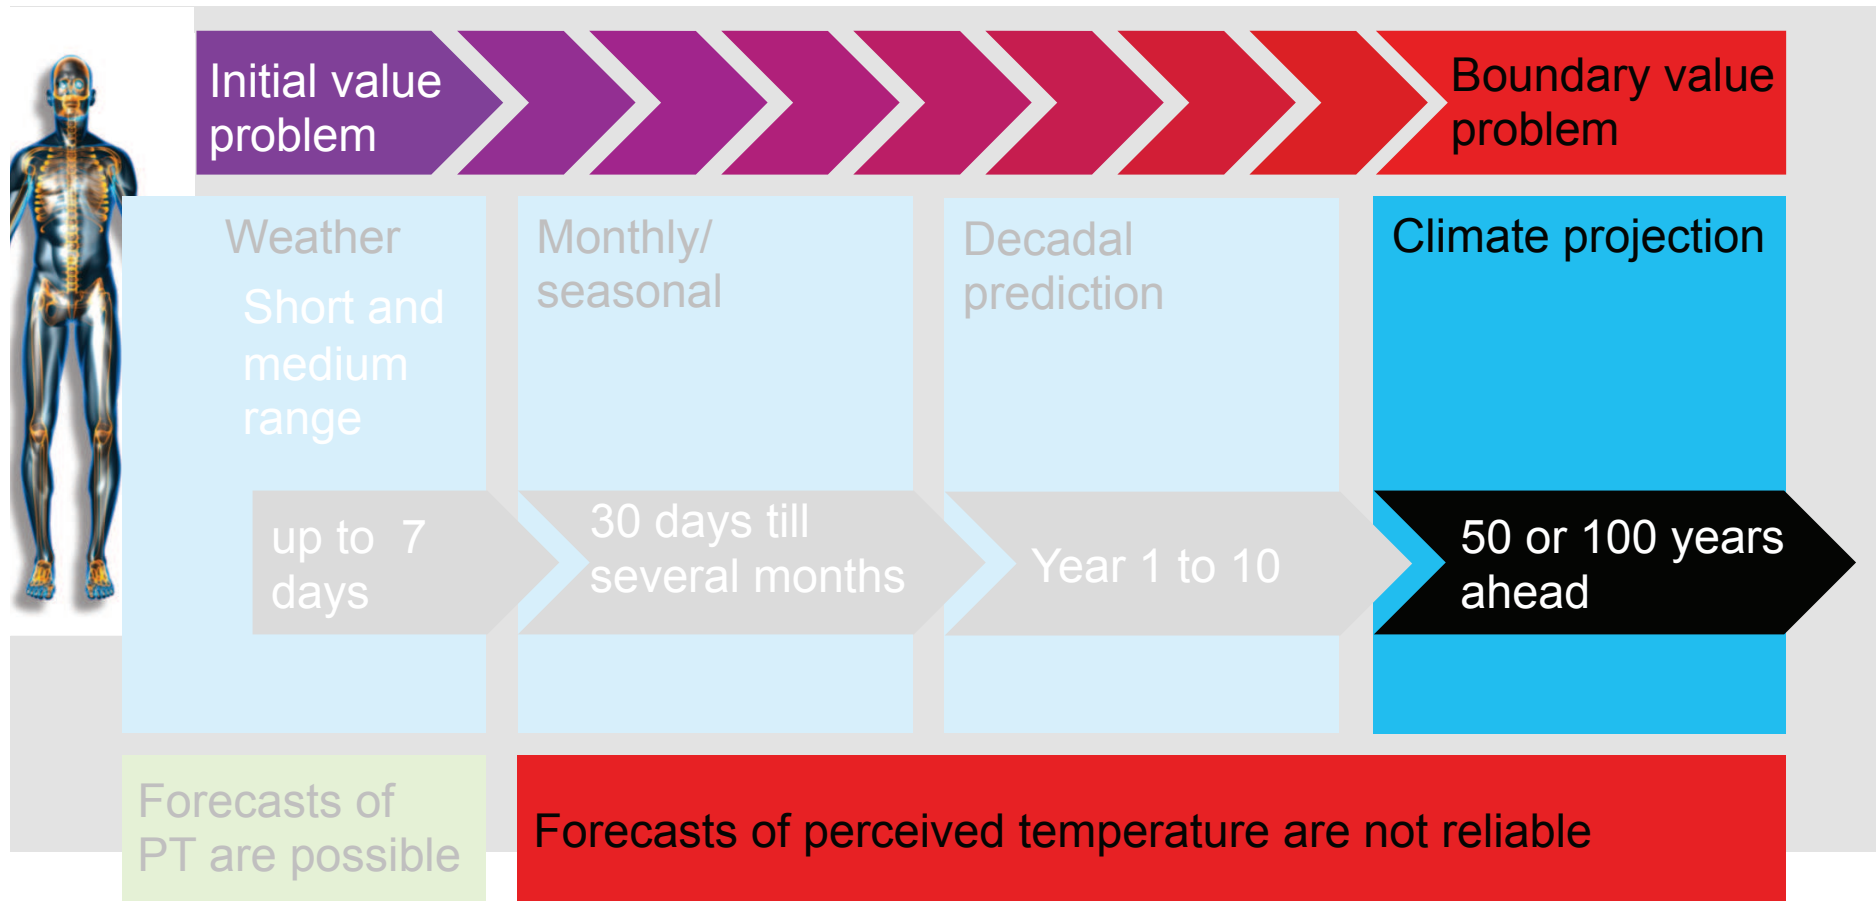 Initial value
problem
Boundary value
problem
Weather
Short and
medium
range
up to 7
days
Monthly/
seasonal
30 days till
several months
Decadal
prediction
Year 1 to 10
Climate projection
50 or 100 years
ahead
Forecasts of
PT are possible
Forecasts of perceived temperature are not reliable